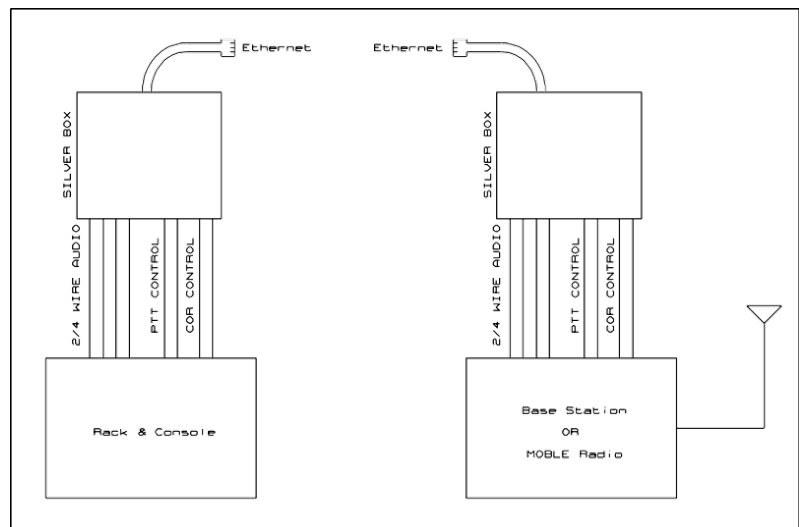 Ethernet
Ethernet
SILVER BOX
SILVER BOX
2/4 WIRE AUDIO
PTT CONTROL
COR CONTROL
2/4 WIRE AUDIO
PTT CONTROL
COR CONTROL
Rack & Console
Base Station
OR
MOBLE Radio